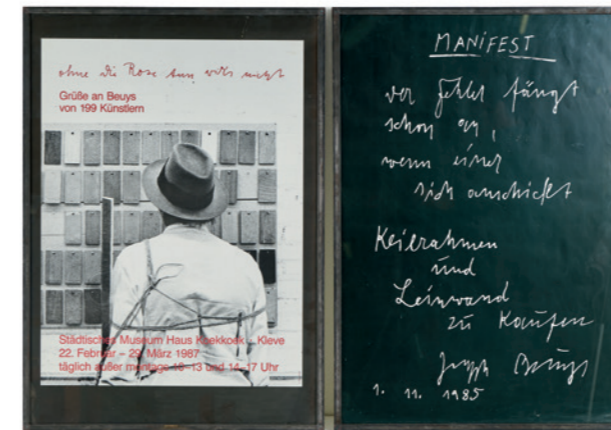 ohne die Rose tun wir's nicht
Grüße an Beuys
von 199 Künstlern
Städtisches Museum Haus Koekkoek · Kleve
22. Februar – 29. März 1987
täglich außer montags 10–13 und 14–17 Uhr
MANiFEST
der Fehler fängt
schon an,
wenn einer
sich anschickt
Keilrahmen
und
Leinwand
zu Kaufen
Joseph Beuys
1. 11. 1985